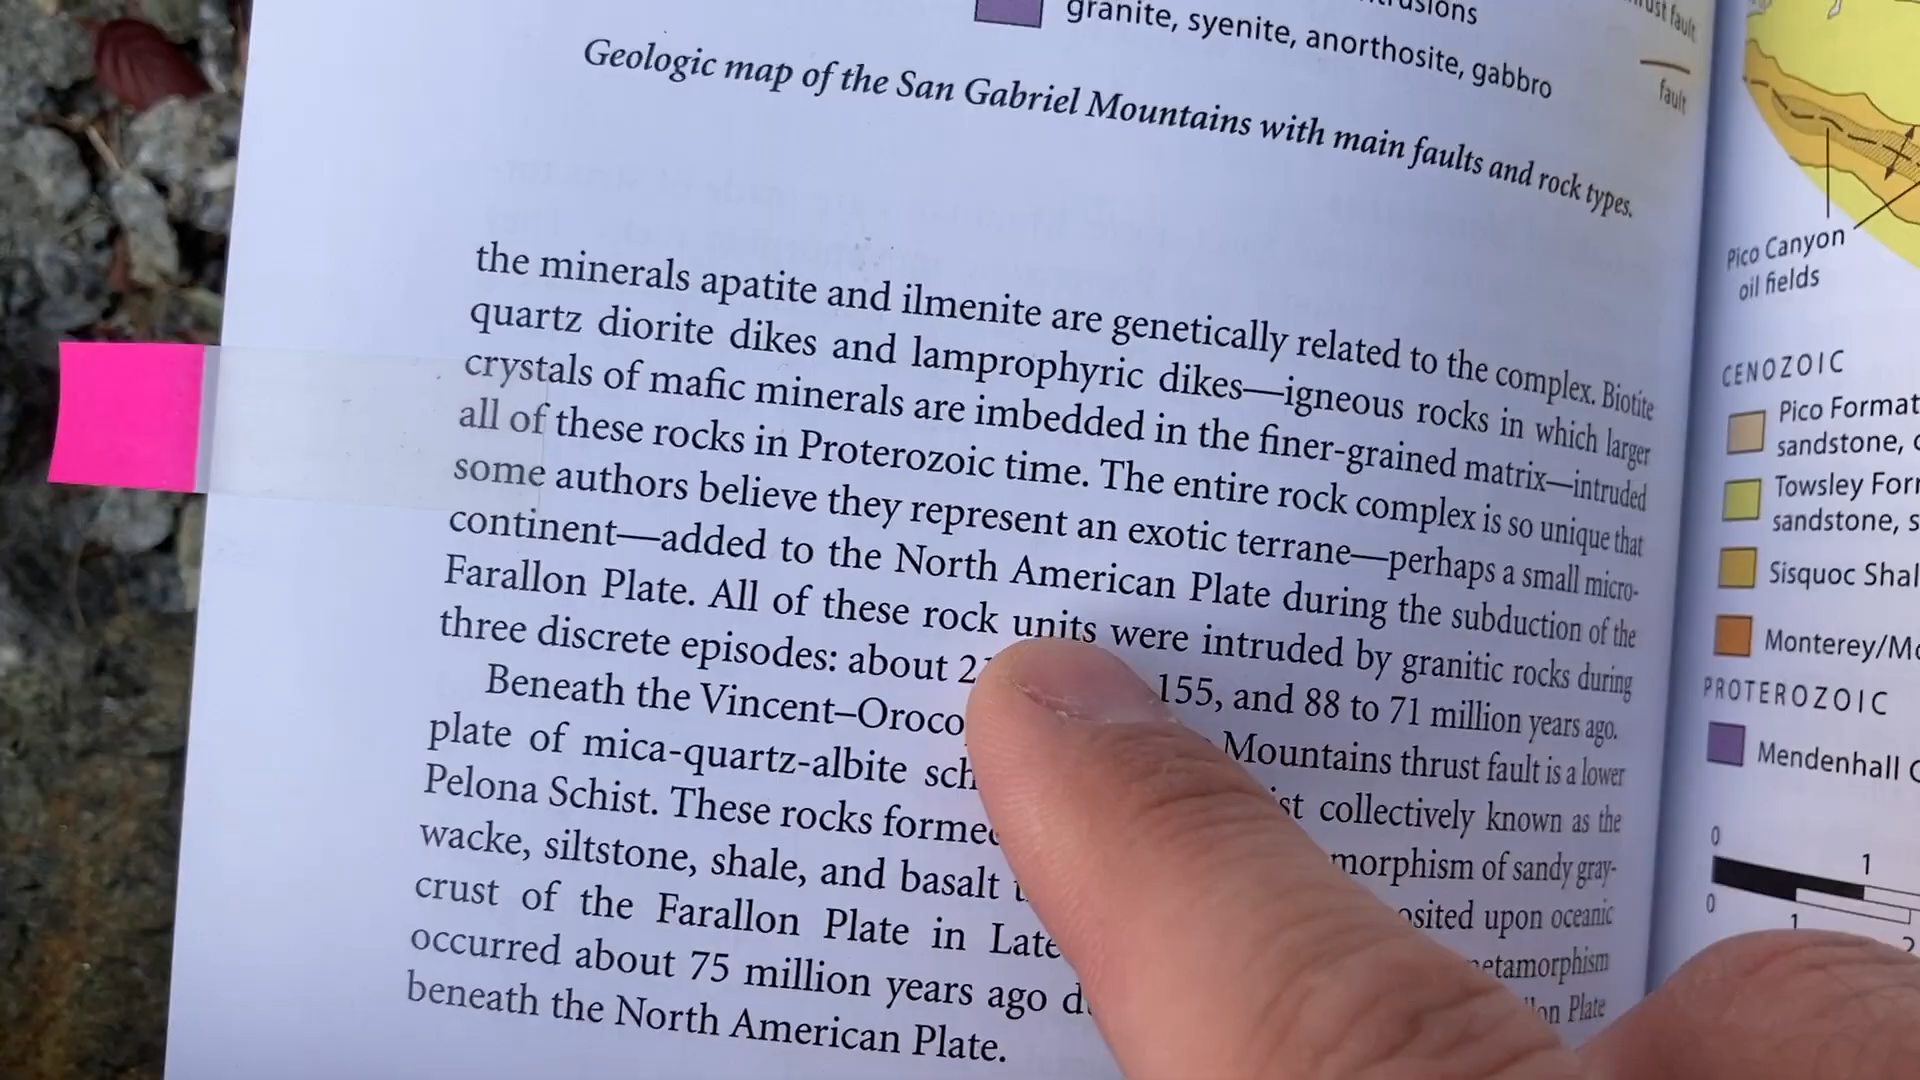 granite, syenite, anorthosite, gabbro
fault
Geologic map of the San Gabriel Mountains with main faults and rock types.
the minerals apatite and ilmenite are genetically related to the complex. Biotite
quartz diorite dikes and lamprophyric dikes—igneous rocks in which larger
crystals of mafic minerals are imbedded in the finer-grained matrix—intruded
all of these rocks in Proterozoic time. The entire rock complex is so unique that
some authors believe they represent an exotic terrane—perhaps a small micro-
continent—added to the North American Plate during the subduction of the
Farallon Plate. All of these rock units were intruded by granitic rocks during
three discrete episodes: about 155, and 88 to 71 million years ago.
Beneath the Vincent–Oroco Mountains thrust fault is a lower
plate of mica-quartz-albite sch st collectively known as the
Pelona Schist. These rocks forme morphism of sandy gray-
wacke, siltstone, shale, and basalt osited upon oceanic
crust of the Farallon Plate in Late etamorphism
occurred about 75 million years ago d on Plate
beneath the North American Plate.
Pico Canyon
oil fields
CENOZOIC
Pico Format
sandstone,
Towsley For
sandstone, s
Sisquoc Shal
Monterey/Mo
PROTEROZOIC
Mendenhall
0 1
0 1 2